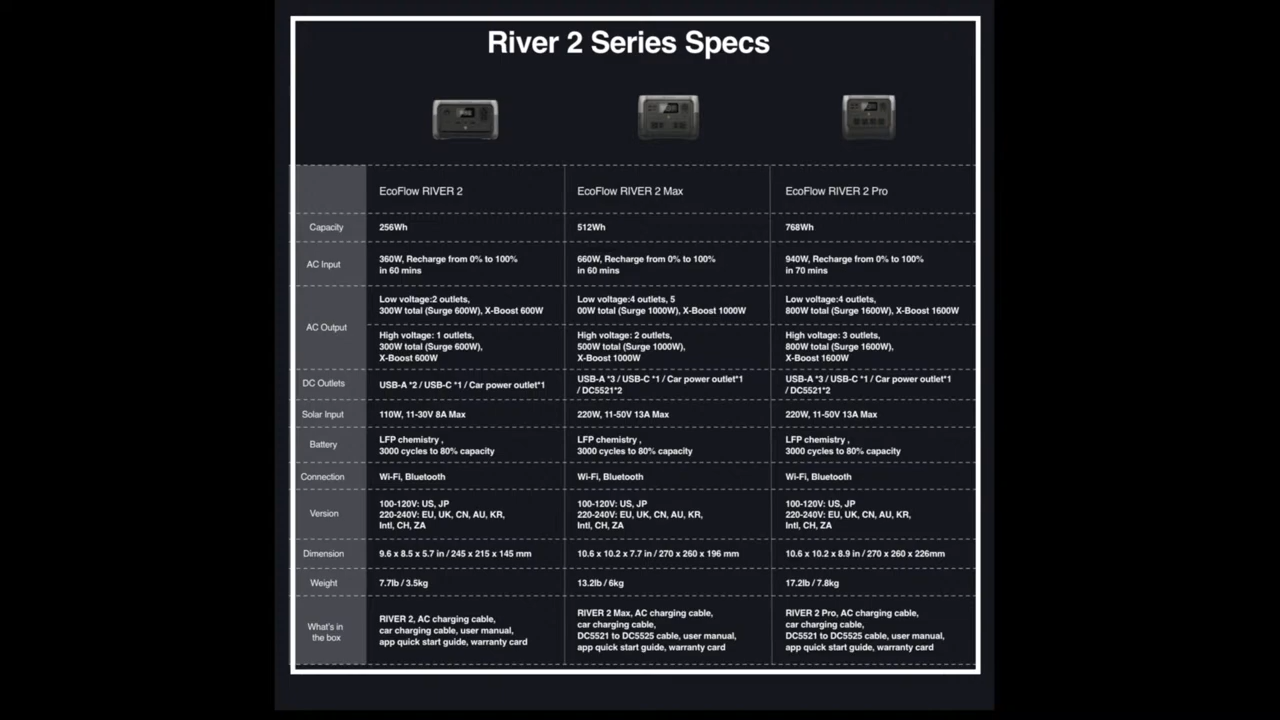 River 2 Series Specs
EcoFlow RIVER 2
EcoFlow RIVER 2 Max
EcoFlow RIVER 2 Pro
Capacity
256Wh
512Wh
768Wh
AC Input
360W, Recharge from 0% to 100%
in 60 mins
660W, Recharge from 0% to 100%
in 60 mins
940W, Recharge from 0% to 100%
in 70 mins
AC Output
Low voltage:2 outlets,
300W total (Surge 600W), X-Boost 600W
Low voltage:4 outlets, 5
00W total (Surge 1000W), X-Boost 1000W
Low voltage:4 outlets,
800W total (Surge 1600W), X-Boost 1600W
High voltage: 1 outlets,
300W total (Surge 600W),
X-Boost 600W
High voltage: 2 outlets,
500W total (Surge 1000W),
X-Boost 1000W
High voltage: 3 outlets,
800W total (Surge 1600W),
X-Boost 1600W
DC Outlets
USB-A *2 / USB-C *1 / Car power outlet*1
USB-A *3 / USB-C *1 / Car power outlet*1
/ DC5521*2
USB-A *3 / USB-C *1 / Car power outlet*1
/ DC5521*2
Solar Input
110W, 11-30V 8A Max
220W, 11-50V 13A Max
220W, 11-50V 13A Max
Battery
LFP chemistry ,
3000 cycles to 80% capacity
LFP chemistry ,
3000 cycles to 80% capacity
LFP chemistry ,
3000 cycles to 80% capacity
Connection
Wi-Fi, Bluetooth
Wi-Fi, Bluetooth
Wi-Fi, Bluetooth
Version
100-120V: US, JP
220-240V: EU, UK, CN, AU, KR,
Intl, CH, ZA
100-120V: US, JP
220-240V: EU, UK, CN, AU, KR,
Intl, CH, ZA
100-120V: US, JP
220-240V: EU, UK, CN, AU, KR,
Intl, CH, ZA
Dimension
9.6 x 8.5 x 5.7 in / 245 x 215 x 145 mm
10.6 x 10.2 x 7.7 in / 270 x 260 x 196 mm
10.6 x 10.2 x 8.9 in / 270 x 260 x 226mm
Weight
7.7lb / 3.5kg
13.2lb / 6kg
17.2lb / 7.8kg
What's in
the box
RIVER 2, AC charging cable,
car charging cable, user manual,
app quick start guide, warranty card
RIVER 2 Max, AC charging cable,
car charging cable,
DC5521 to DC5525 cable, user manual,
app quick start guide, warranty card
RIVER 2 Pro, AC charging cable,
car charging cable,
DC5521 to DC5525 cable, user manual,
app quick start guide, warranty card